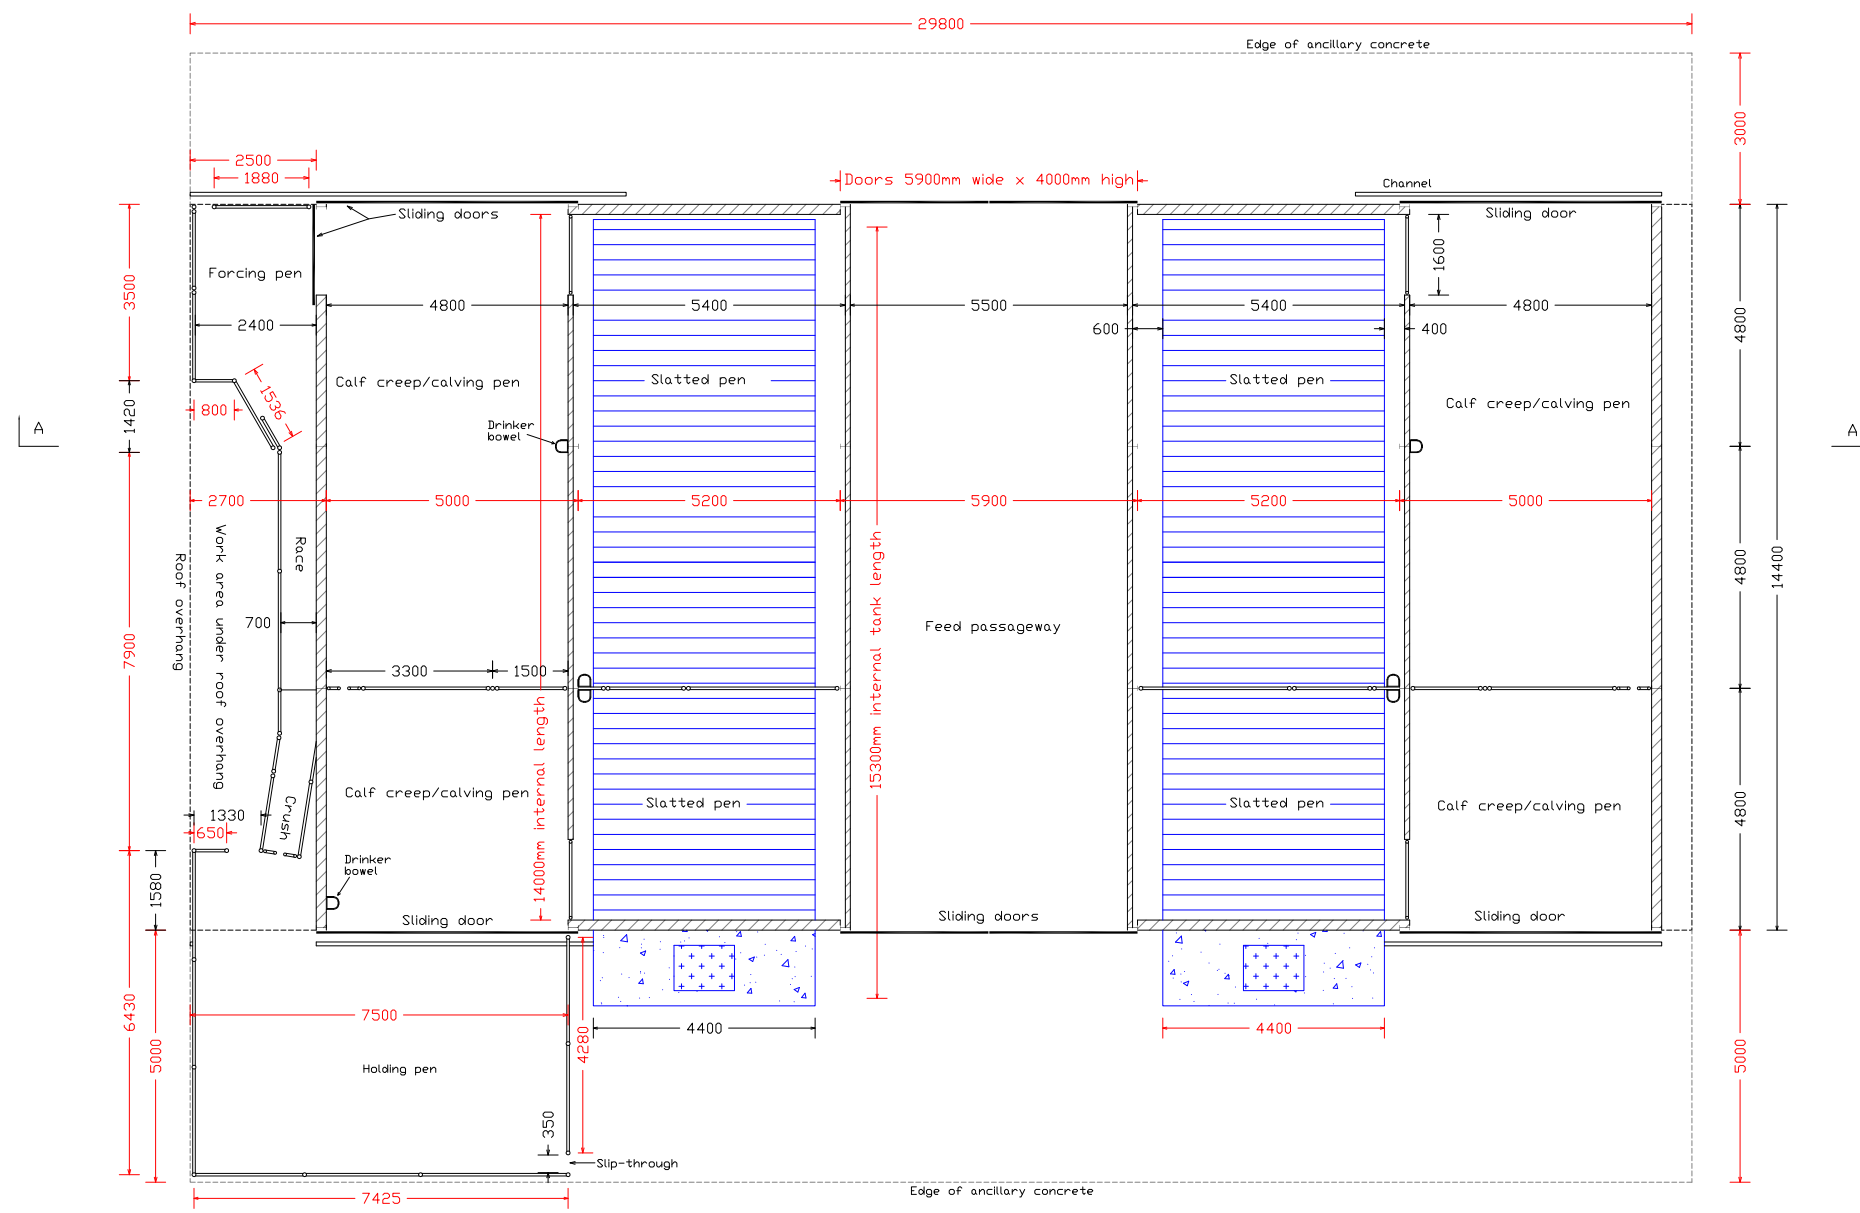 29800
Edge of ancillary concrete
3000
2500
1880
Doors 5900mm wide x 4000mm high
Channel
Sliding doors
Sliding door
1600
Forcing pen
3500
2400
4800
5400
5500
5400
4800
4800
600
400
Calf creep/calving pen
Slatted pen
Slatted pen
Calf creep/calving pen
1536
800
1420
A
A
Drinker
bowel
2700
5000
5200
5900
5200
5000
Work area under roof overhang
Race
Roof overhang
15300mm internal tank length
4800
14400
700
Feed passageway
7900
3300
1500
14000mm internal length
Calf creep/calving pen
Slatted pen
Slatted pen
Calf creep/calving pen
4800
Crush
1330
650
Drinker
bowel
1580
Sliding door
Sliding doors
Sliding door
6430
5000
7500
4280
4400
4400
5000
Holding pen
350
Slip-through
7425
Edge of ancillary concrete